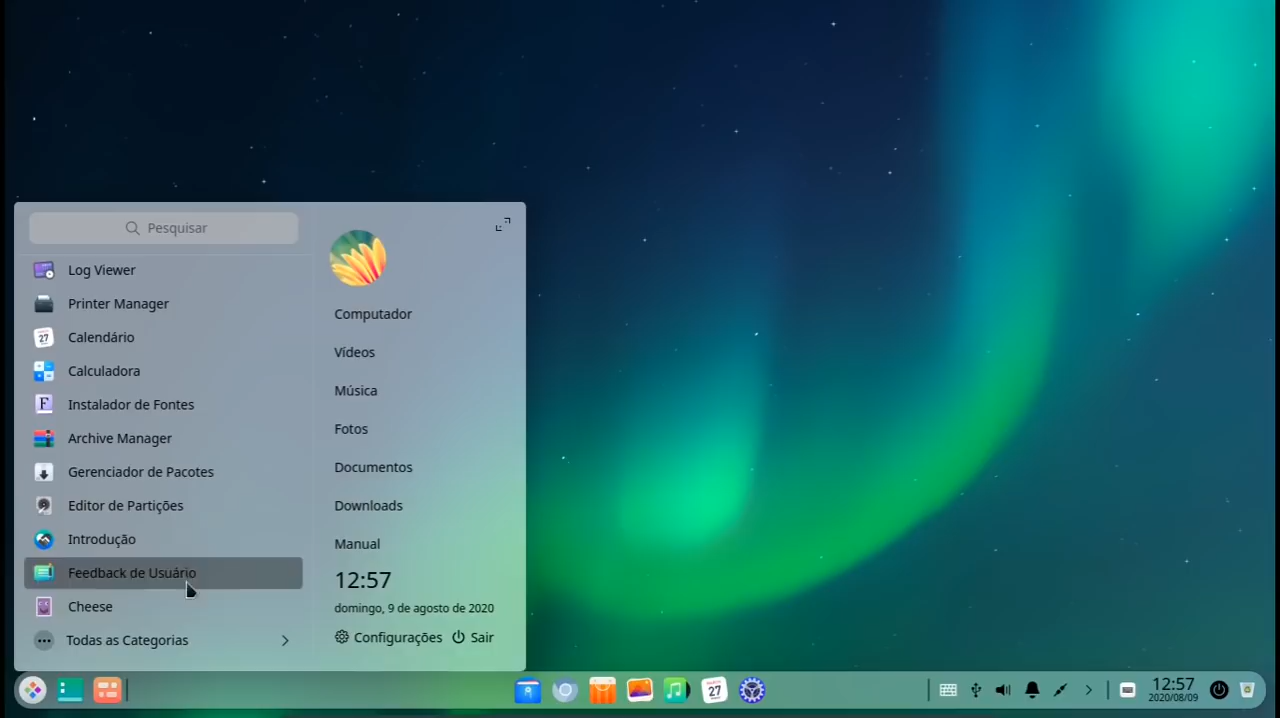 Pesquisar
Log Viewer
Printer Manager
Calendário
Calculadora
Instalador de Fontes
Archive Manager
Gerenciador de Pacotes
Editor de Partições
Introdução
Feedback de Usuário
Cheese
Todas as Categorias
Computador
Vídeos
Música
Fotos
Documentos
Downloads
Manual
12:57
domingo, 9 de agosto de 2020
Configurações Sair
27
F
27
12:57
2020/08/09